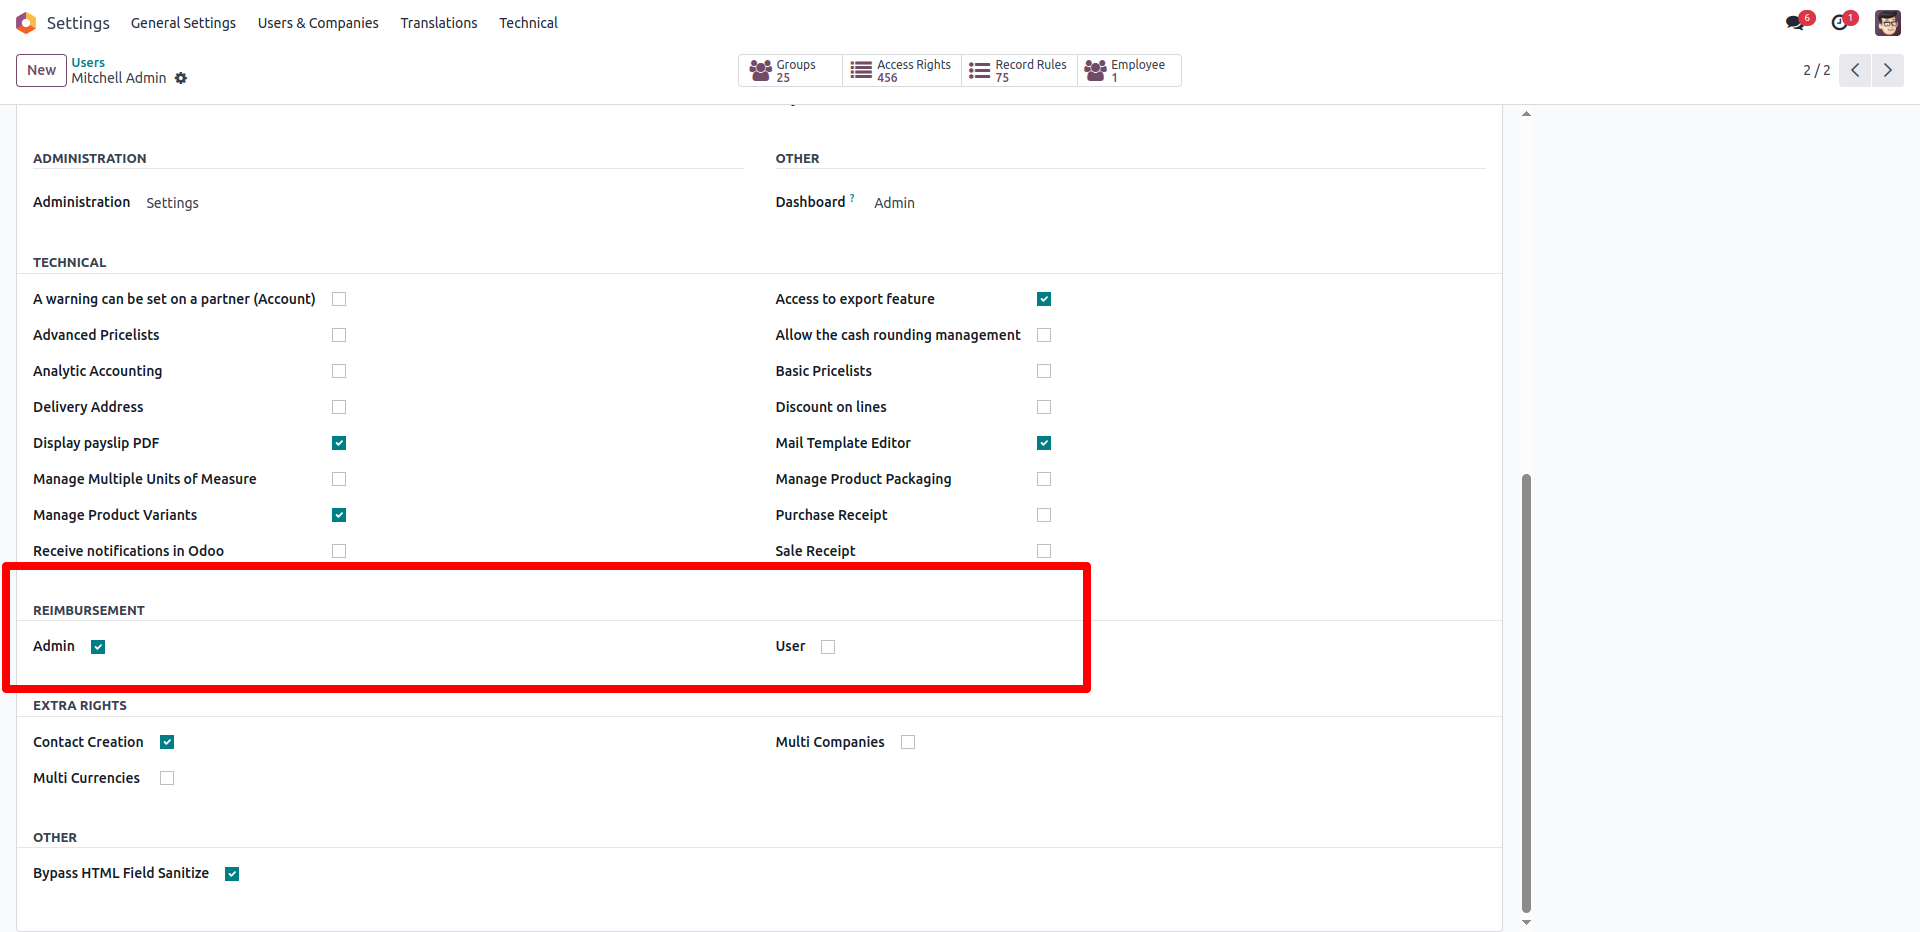 Settings General Settings Users & Companies Translations Technical 6 1
New Users Groups Access Rights Record Rules Employee
Mitchell Admin 25 456 75 1 2 / 2
ADMINISTRATION OTHER
Administration Settings Dashboard ? Admin
TECHNICAL
A warning can be set on a partner (Account) Access to export feature
Advanced Pricelists Allow the cash rounding management
Analytic Accounting Basic Pricelists
Delivery Address Discount on lines
Display payslip PDF Mail Template Editor
Manage Multiple Units of Measure Manage Product Packaging
Manage Product Variants Purchase Receipt
Receive notifications in Odoo Sale Receipt
REIMBURSEMENT
Admin User
EXTRA RIGHTS
Contact Creation Multi Companies
Multi Currencies
OTHER
Bypass HTML Field Sanitize